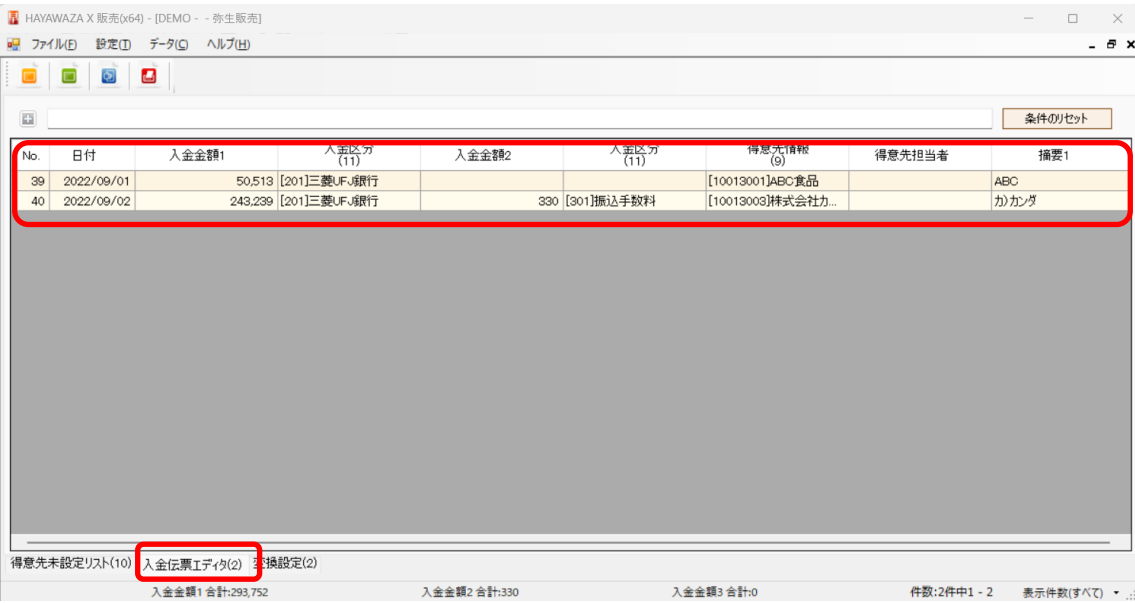 HAYAWAZA X 販売(x64) - [DEMO - - 弥生販売]
ファイル(F) 設定(T) データ(C) ヘルプ(H)
条件のリセット
No. 日付 入金金額1 入金区分(11) 入金金額2 入金区分(11) 得意先情報(9) 得意先担当者 摘要1
39 2022/09/01 50,513 [201]三菱UFJ銀行 [10013001]ABC食品 ABC
40 2022/09/02 243,239 [201]三菱UFJ銀行 330 [301]振込手数料 [10013003]株式会社カ... カ)カンダ
得意先未設定リスト(10) 入金伝票エディタ(2) 変換設定(2)
入金金額1 合計:293,752 入金金額2 合計:330 入金金額3 合計:0 件数:2件中1 - 2 表示件数(すべて)